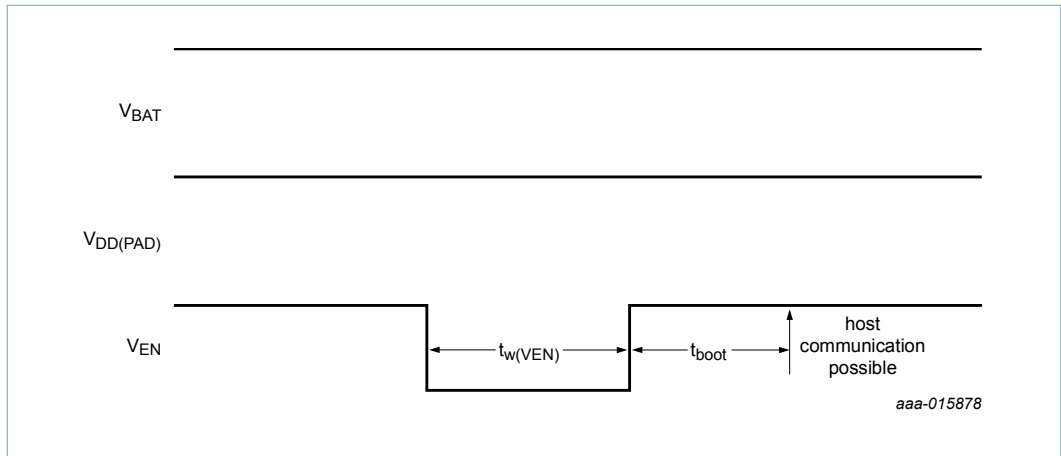 VBAT
VDD(PAD)
VEN
tw(VEN)
tboot
host
communication
possible
aaa-015878